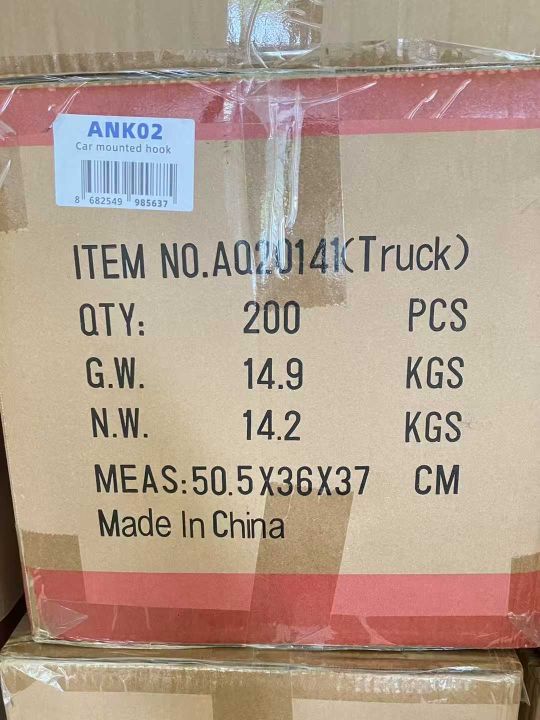 ANK02
Car mounted hook
8 682549 985637
ITEM NO.AQ20141(Truck)
QTY: 200 PCS
G.W. 14.9 KGS
N.W. 14.2 KGS
MEAS:50.5X36X37 CM
Made In China